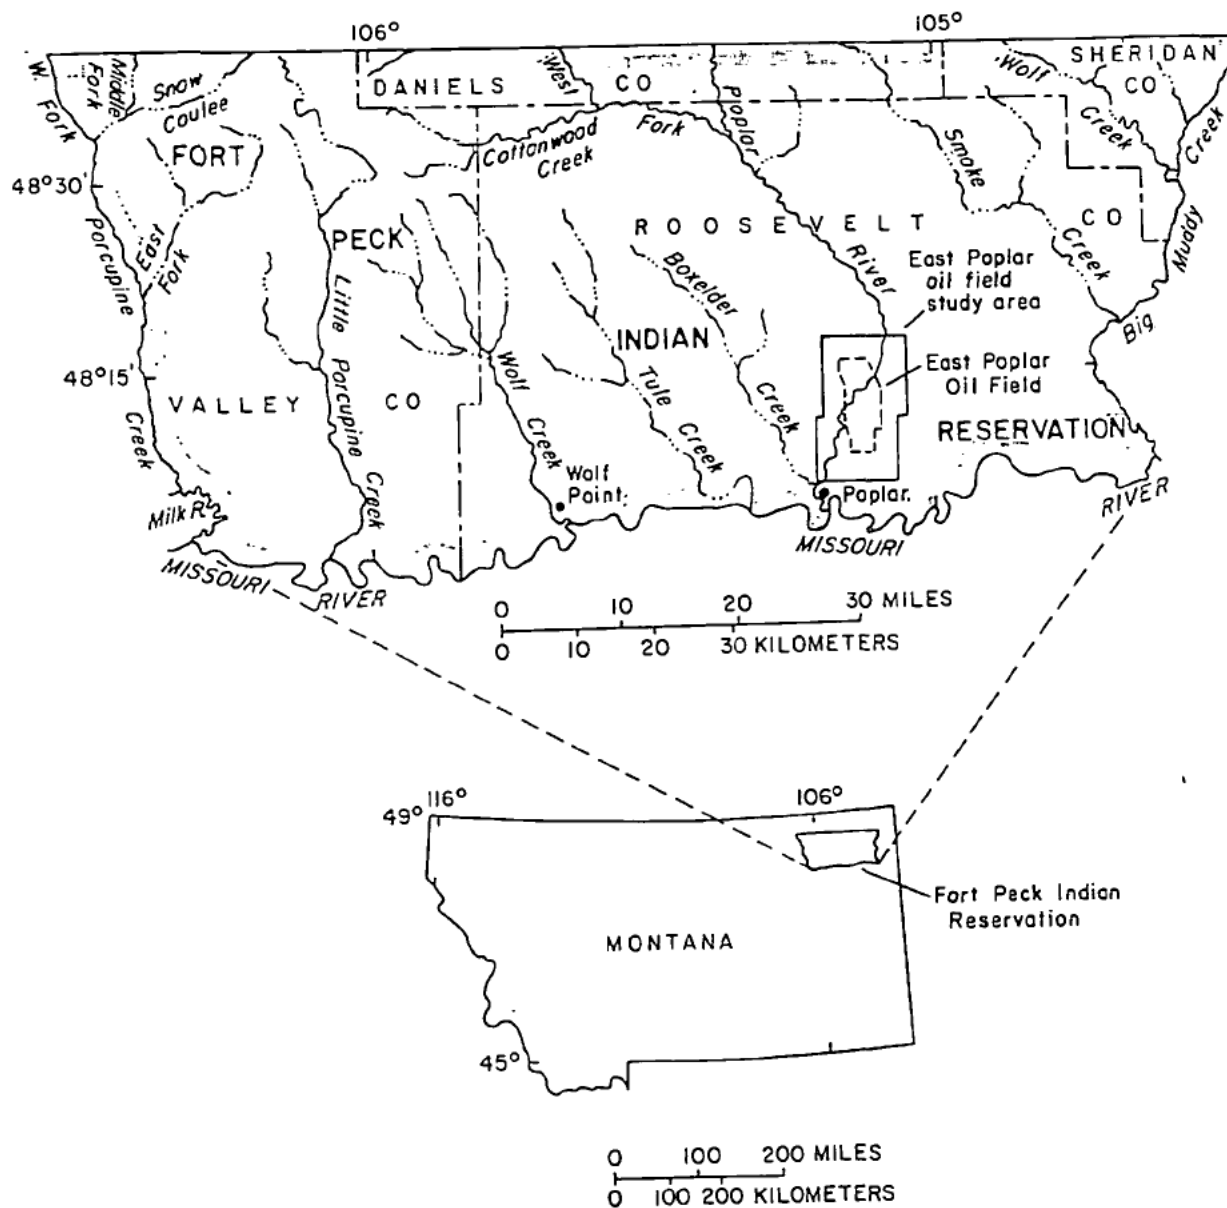 106°
105°
W. Fork
Middle Fork
Snow Coulee
DANIELS CO
West
Fork
Poplar
River
Wolf
Creek
SHERIDAN
CO
Cottonwood
Creek
Smoke
Creek
Creek
Muddy
Big
FORT
48°30'
PECK
ROOSEVELT
CO
Porcupine
Creek
East
Fork
Little Porcupine Creek
Boxelder
Creek
East Poplar
oil field
study area
INDIAN
East Poplar
Oil Field
48°15'
VALLEY CO
Wolf
Creek
Tule
Creek
RESERVATION
Wolf
Point
Poplar
Milk R
MISSOURI
RIVER
MISSOURI
RIVER
0 10 20 30 MILES
0 10 20 30 KILOMETERS
116°
106°
49°
Fort Peck Indian
Reservation
MONTANA
45°
0 100 200 MILES
0 100 200 KILOMETERS